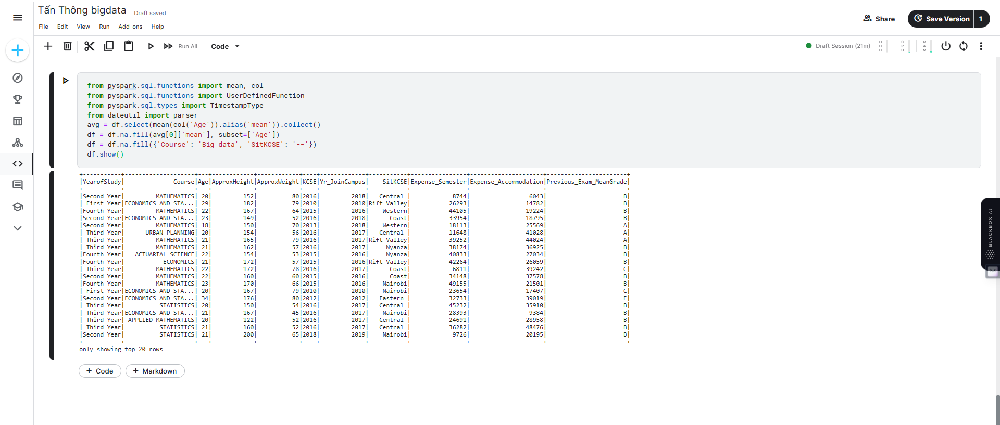 Tấn Thông bigdata Draft saved
File Edit View Run Add-ons Help
Share
Save Version 1
Run All Code
Draft Session (21m) HDD CPU RAM
from pyspark.sql.functions import mean, col
from pyspark.sql.functions import UserDefinedFunction
from pyspark.sql.types import TimestampType
from dateutil import parser
avg = df.select(mean(col('Age')).alias('mean')).collect()
df = df.na.fill(avg[0]['mean'], subset=['Age'])
df = df.na.fill({'Course': 'Big data', 'SitKCSE': '--'})
df.show()
+-----------+--------------------+---+------------+------------+----+-------------+-----------+----------------+---------------------+-----------------------+
|YearofStudy|              Course|Age|ApproxHeight|ApproxWeight|KCSE|Yr_JoinCampus|    SitKCSE|Expense_Semester|Expense_Accommodation|Previous_Exam_MeanGrade|
+-----------+--------------------+---+------------+------------+----+-------------+-----------+----------------+---------------------+-----------------------+
|Second Year|         MATHEMATICS| 20|         152|          80|2016|         2018|   Central |            8744|                 6043|                      B|
| First Year|ECONOMICS AND STA...| 29|         182|          79|2010|         2010|Rift Valley|           26293|                14782|                      B|
|Fourth Year|         MATHEMATICS| 22|         167|          64|2015|         2016|    Western|           44105|                19224|                      B|
|Second Year|ECONOMICS AND STA...| 23|         149|          52|2016|         2018|      Coast|           33954|                18795|                      B|
|Second Year|         MATHEMATICS| 18|         150|          70|2013|         2018|    Western|           18113|                25569|                      A|
| Third Year|      URBAN PLANNING| 20|         154|          56|2016|         2017|   Central |           11648|                41028|                      A|
| Third Year|         MATHEMATICS| 21|         165|          79|2016|         2017|Rift Valley|           39252|                44024|                      A|
| Third Year|         MATHEMATICS| 21|         162|          57|2016|         2017|     Nyanza|           38174|                36925|                      B|
|Fourth Year|   ACTUARIAL SCIENCE| 22|         154|          53|2015|         2016|     Nyanza|           40833|                27034|                      B|
|Fourth Year|           ECONOMICS| 21|         172|          57|2015|         2016|Rift Valley|           42264|                26059|                      B|
| Third Year|         MATHEMATICS| 22|         172|          78|2016|         2017|      Coast|            6811|                39242|                      C|
|Second Year|         MATHEMATICS| 22|         160|          60|2015|         2016|      Coast|           34148|                37578|                      B|
|Fourth Year|         MATHEMATICS| 23|         170|          66|2015|         2016|    Nairobi|           49155|                21501|                      B|
| First Year|ECONOMICS AND STA...| 20|         167|          79|2010|         2010|    Nairobi|           23654|                17407|                      C|
|Second Year|ECONOMICS AND STA...| 34|         176|          80|2012|         2012|   Eastern |           32733|                39019|                      E|
| Third Year|          STATISTICS| 20|         150|          54|2016|         2017|   Central |           45232|                35910|                      B|
| Third Year|ECONOMICS AND STA...| 21|         167|          45|2016|         2017|    Nairobi|           28393|                 9384|                      B|
| Third Year| APPLIED MATHEMATICS| 20|         122|          52|2016|         2017|   Central |           24691|                28958|                      B|
| Third Year|          STATISTICS| 21|         160|          52|2016|         2017|   Central |           36282|                48476|                      B|
|Second Year|          STATISTICS| 21|         200|          65|2018|         2019|    Nairobi|            9726|                20195|                      B|
+-----------+--------------------+---+------------+------------+----+-------------+-----------+----------------+---------------------+-----------------------+
only showing top 20 rows
+ Code + Markdown
BLACKBOX AI